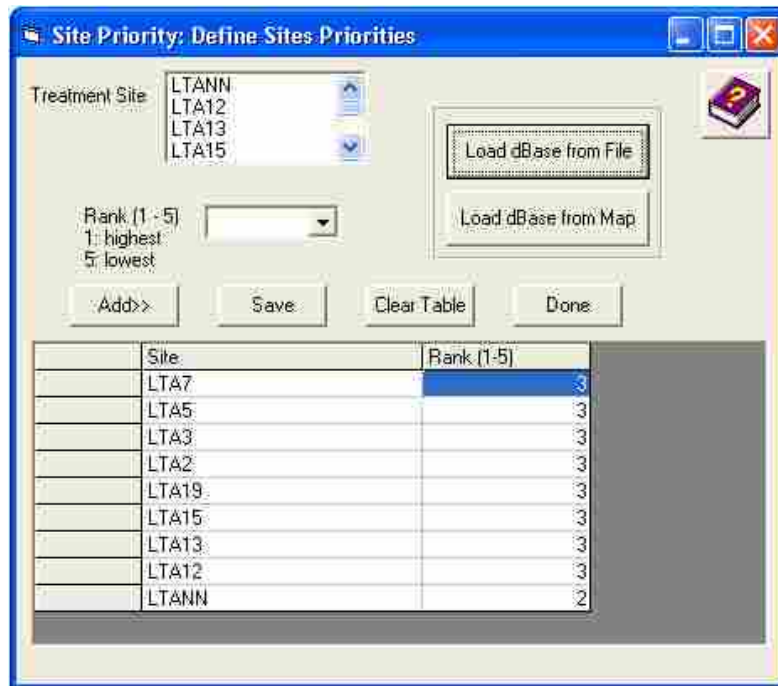 Site Priority: Define Sites Priorities
Treatment Site
LTANN
LTA12
LTA13
LTA15
Load dBase from File
Load dBase from Map
Rank (1 - 5)
1: highest
5: lowest
Add>> Save Clear Table Done
Site Rank (1-5)
LTA7 3
LTA5 3
LTA3 3
LTA2 3
LTA19 3
LTA15 3
LTA13 3
LTA12 3
LTANN 2